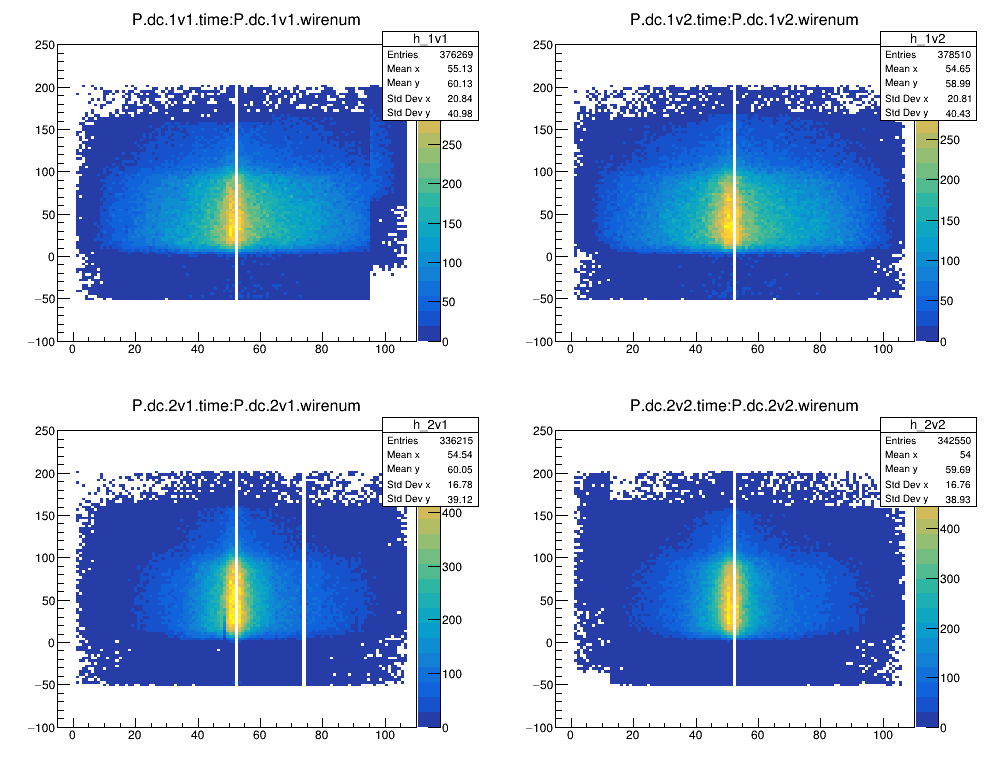 P.dc.1v1.time:P.dc.1v1.wirenum
h_1v1
Entries 376269
Mean x 55.13
Mean y 60.13
Std Dev x 20.84
Std Dev y 40.98
250
200
150
100
50
0
−50
−100
0 20 40 60 80 100
250
200
150
100
50
0
P.dc.1v2.time:P.dc.1v2.wirenum
h_1v2
Entries 378510
Mean x 54.65
Mean y 58.99
Std Dev x 20.81
Std Dev y 40.43
250
200
150
100
50
0
−50
−100
0 20 40 60 80 100
250
200
150
100
50
0
P.dc.2v1.time:P.dc.2v1.wirenum
h_2v1
Entries 336215
Mean x 54.54
Mean y 60.05
Std Dev x 16.78
Std Dev y 39.12
250
200
150
100
50
0
−50
−100
0 20 40 60 80 100
400
300
200
100
0
P.dc.2v2.time:P.dc.2v2.wirenum
h_2v2
Entries 342550
Mean x 54
Mean y 59.69
Std Dev x 16.76
Std Dev y 38.93
250
200
150
100
50
0
−50
−100
0 20 40 60 80 100
400
300
200
100
0